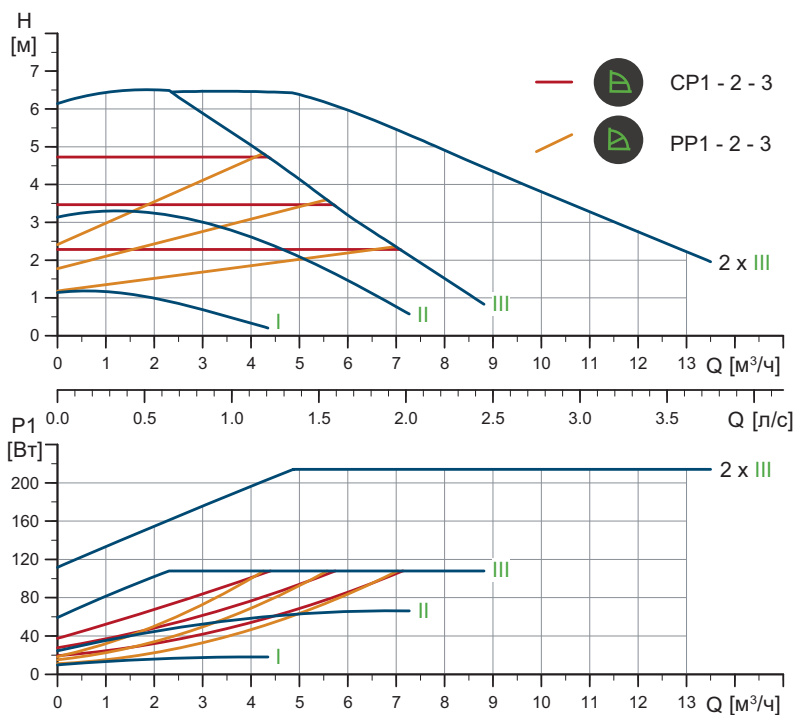 H
[м]
7
6
5
4
3
2
1
0
CP1 - 2 - 3
PP1 - 2 - 3
2 x III
III
II
I
0 1 2 3 4 5 6 7 8 9 10 11 12 13 Q [м³/ч]
0.0 0.5 1.0 1.5 2.0 2.5 3.0 3.5 Q [л/с]
P1
[Вт]
200
160
120
80
40
0
2 x III
III
II
I
0 1 2 3 4 5 6 7 8 9 10 11 12 13 Q [м³/ч]